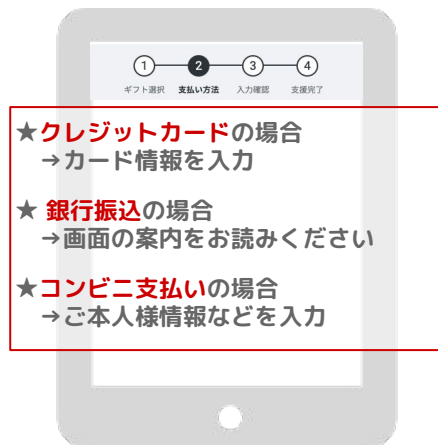 1 2 3 4
ギフト選択 支払い方法 入力確認 支援完了
★クレジットカードの場合
→カード情報を入力
★ 銀行振込の場合
→画面の案内をお読みください
★コンビニ支払いの場合
→ご本人様情報などを入力